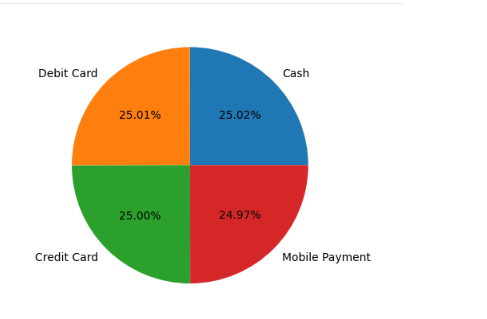 Debit Card
Cash
25.01%
25.02%
25.00%
24.97%
Credit Card
Mobile Payment